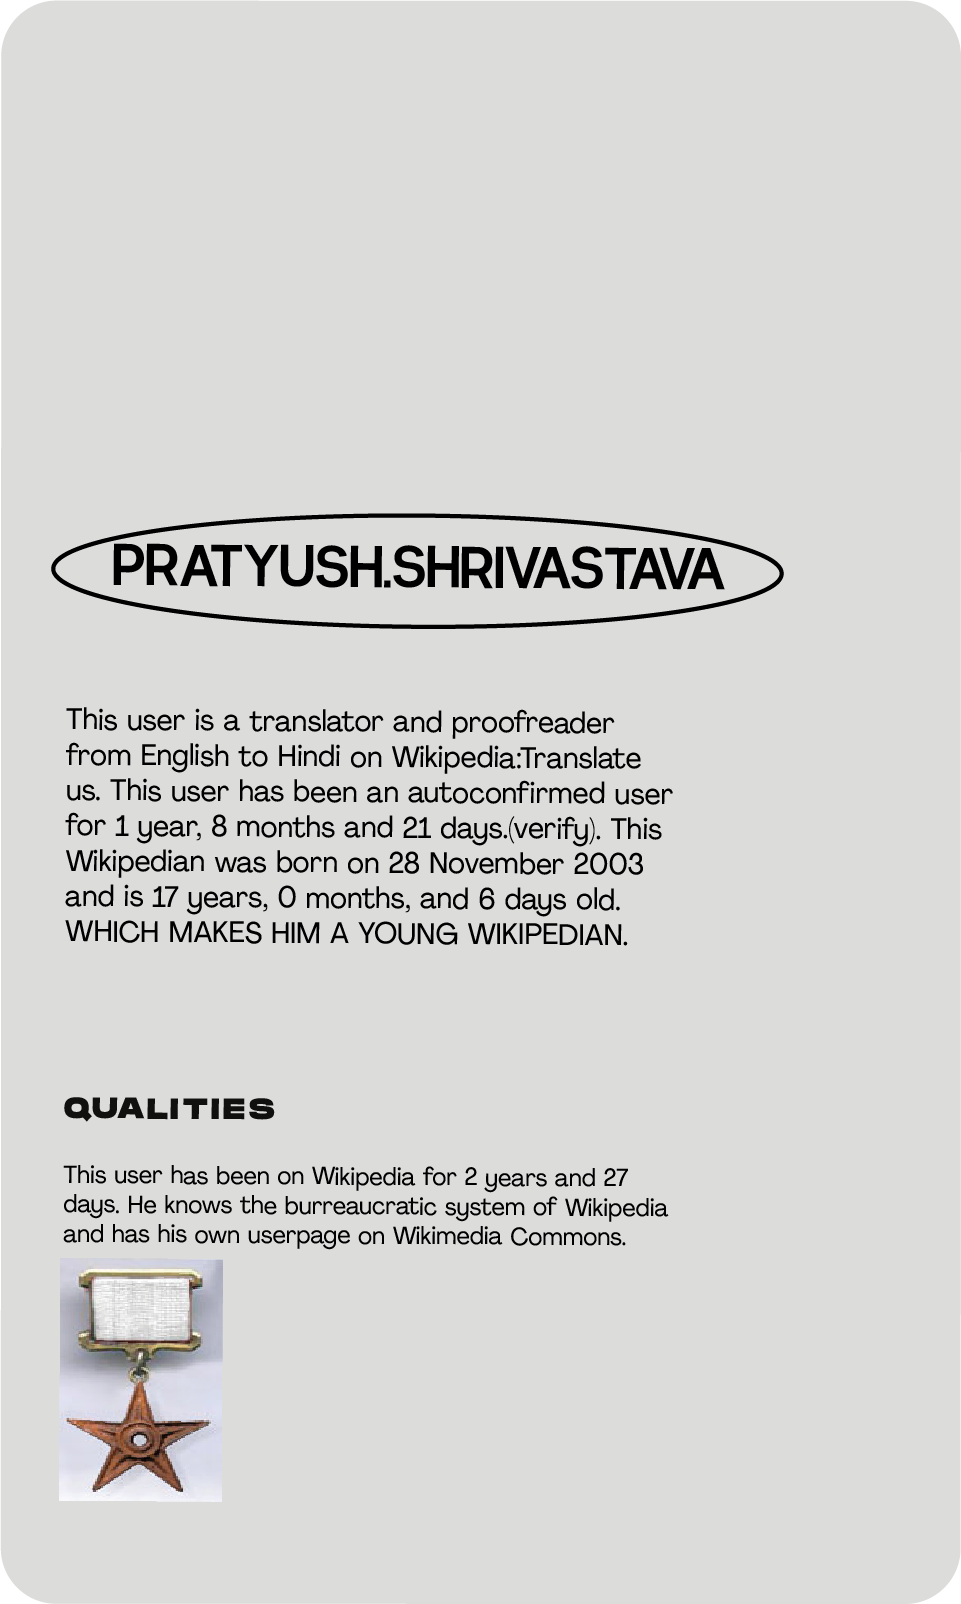 PRATYUSH.SHRIVASTAVA
This user is a translator and proofreader
from English to Hindi on Wikipedia:Translate
us. This user has been an autoconfirmed user
for 1 year, 8 months and 21 days.(verify). This
Wikipedian was born on 28 November 2003
and is 17 years, 0 months, and 6 days old.
WHICH MAKES HIM A YOUNG WIKIPEDIAN.
QUALITIES
This user has been on Wikipedia for 2 years and 27
days. He knows the burreaucratic system of Wikipedia
and has his own userpage on Wikimedia Commons.